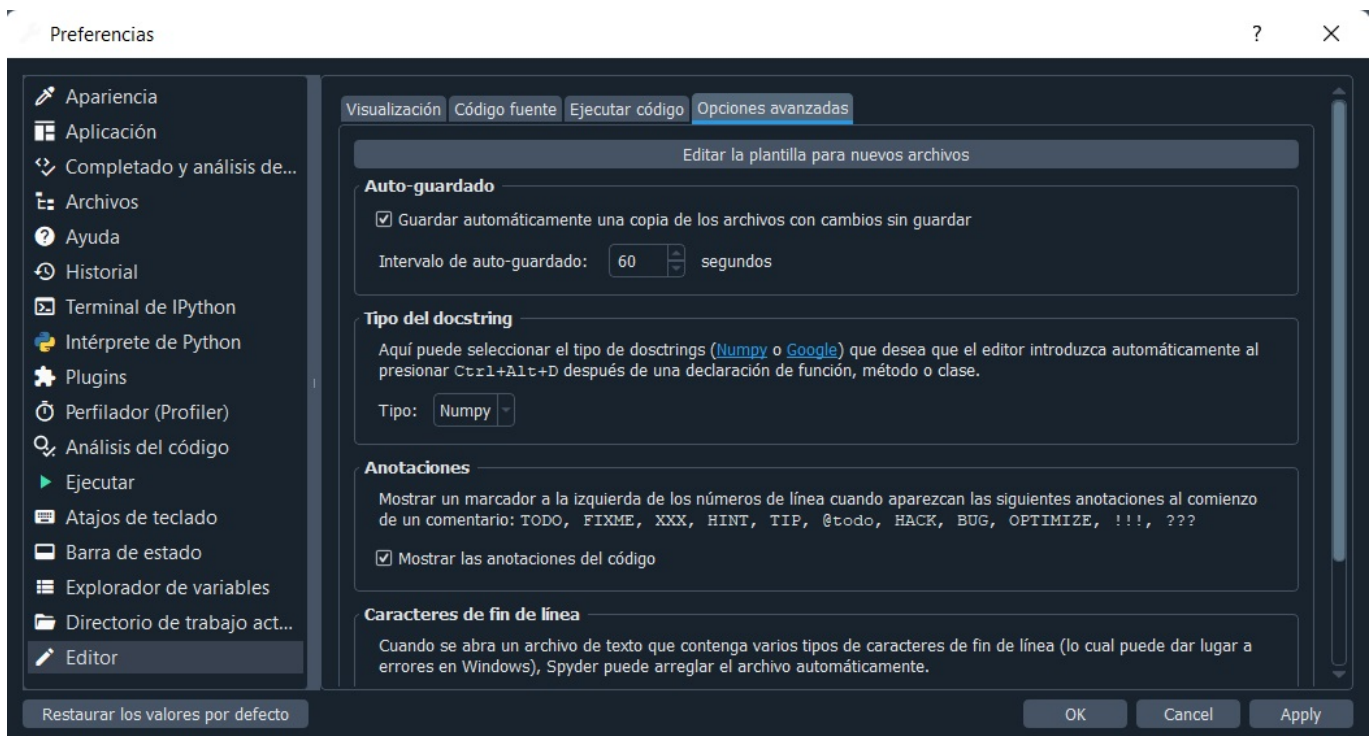 Preferencias
?
Apariencia
Aplicación
Completado y análisis de...
Archivos
Ayuda
Historial
Terminal de IPython
Intérprete de Python
Plugins
Perfilador (Profiler)
Análisis del código
Ejecutar
Atajos de teclado
Barra de estado
Explorador de variables
Directorio de trabajo act...
Editor
Visualización Código fuente Ejecutar código Opciones avanzadas
Editar la plantilla para nuevos archivos
Auto-guardado
Guardar automáticamente una copia de los archivos con cambios sin guardar
Intervalo de auto-guardado: 60 segundos
Tipo del docstring
Aquí puede seleccionar el tipo de dosctrings (Numpy o Google) que desea que el editor introduzca automáticamente al
presionar Ctrl+Alt+D después de una declaración de función, método o clase.
Tipo: Numpy
Anotaciones
Mostrar un marcador a la izquierda de los números de línea cuando aparezcan las siguientes anotaciones al comienzo
de un comentario: TODO, FIXME, XXX, HINT, TIP, @todo, HACK, BUG, OPTIMIZE, !!!, ???
Mostrar las anotaciones del código
Caracteres de fin de línea
Cuando se abra un archivo de texto que contenga varios tipos de caracteres de fin de línea (lo cual puede dar lugar a
errores en Windows), Spyder puede arreglar el archivo automáticamente.
Restaurar los valores por defecto
OK Cancel Apply